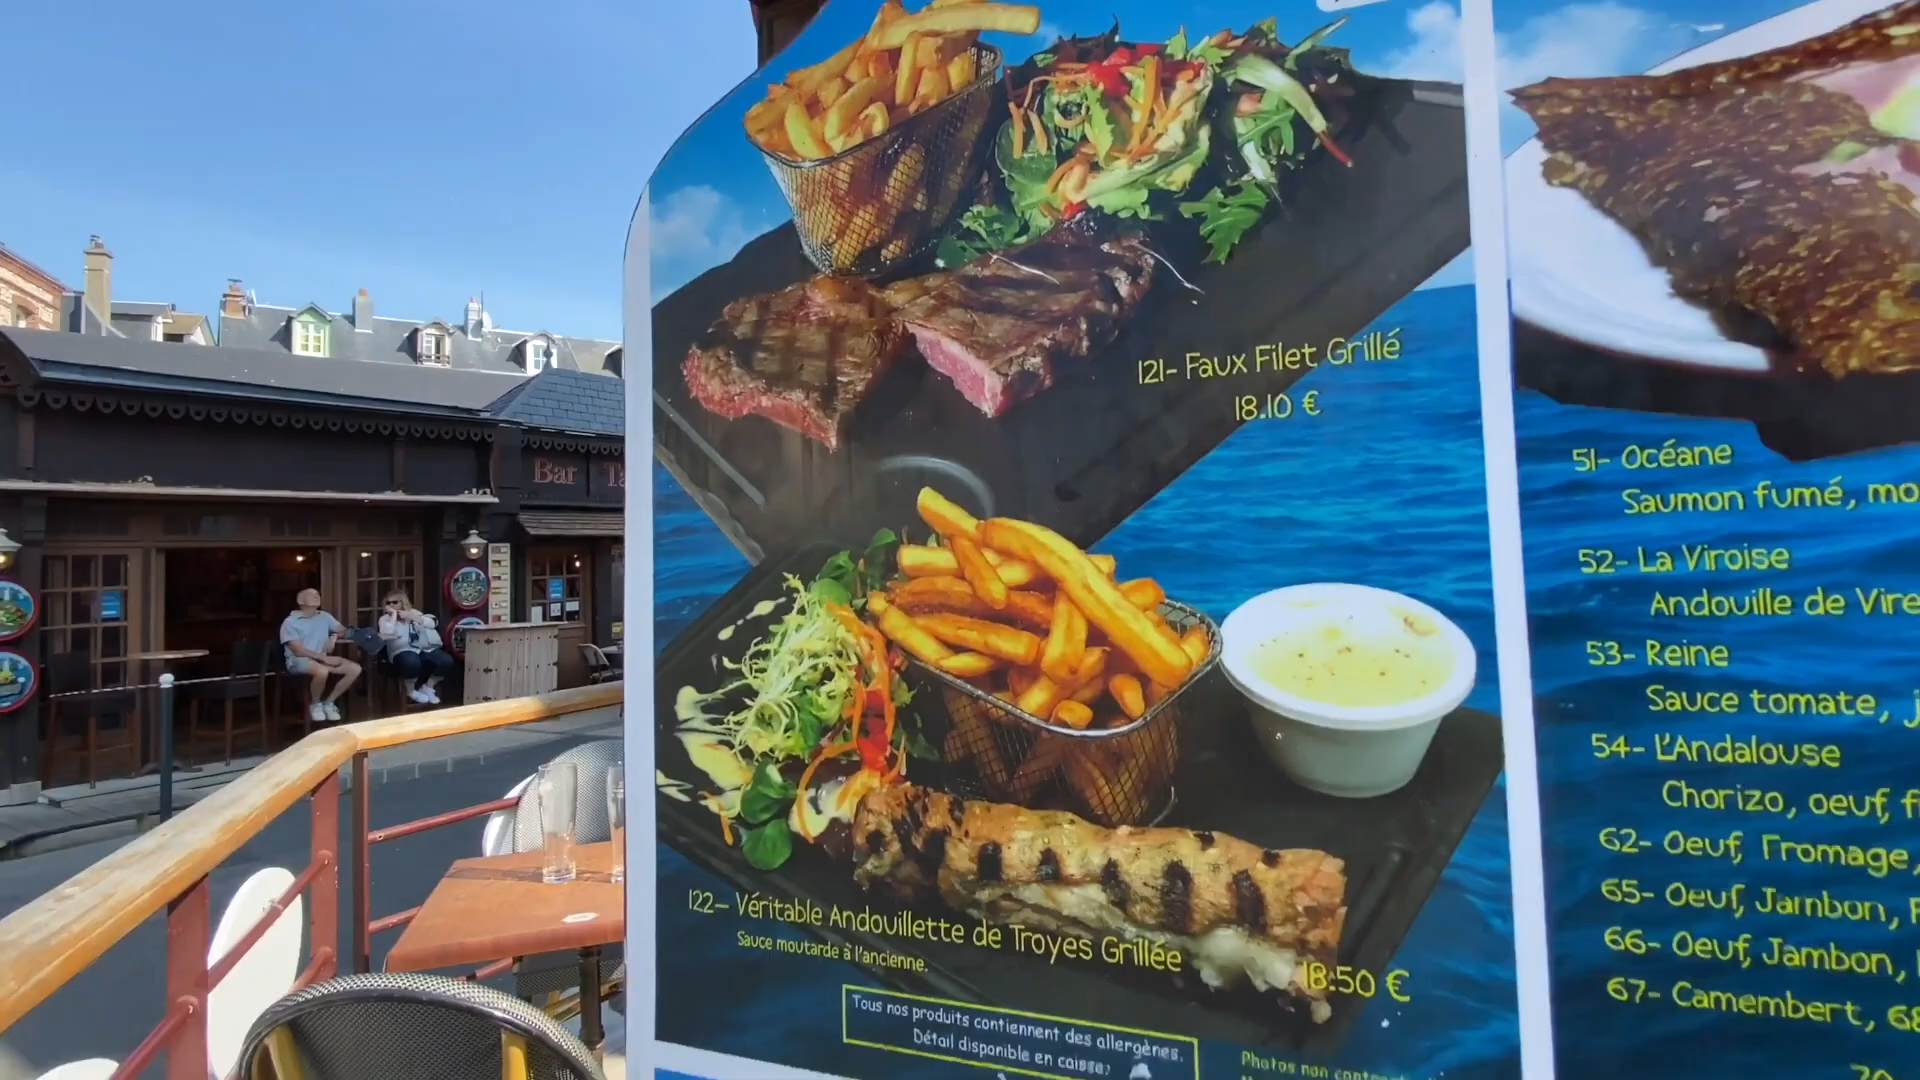 Bar
121- Faux Filet Grillé
18.10 €
122- Véritable Andouillette de Troyes Grillée
Sauce moutarde à l'ancienne.
18.50 €
Tous nos produits contiennent des allergènes.
Détail disponible en caisse
Photos non
51- Océane
Saumon fumé,
52- La Viroise
Andouille de Vire
53- Reine
Sauce tomate,
54- L'Andalouse
Chorizo, oeuf,
62- Oeuf, Fromage,
65- Oeuf, Jambon,
66- Oeuf, Jambon,
67- Camembert,